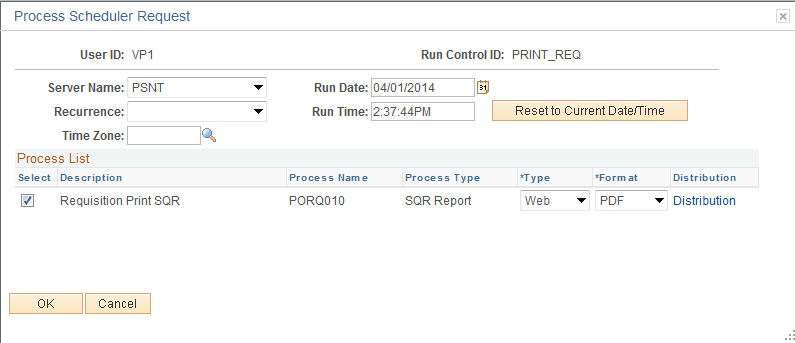 Process Scheduler Request
User ID: VP1 Run Control ID: PRINT_REQ
Server Name: PSNT Run Date: 04/01/2014 31
Recurrence: Run Time: 2:37:44PM Reset to Current Date/Time
Time Zone:
Process List
Select Description Process Name Process Type *Type *Format Distribution
Requisition Print SQR PORQ010 SQR Report Web PDF Distribution
OK Cancel